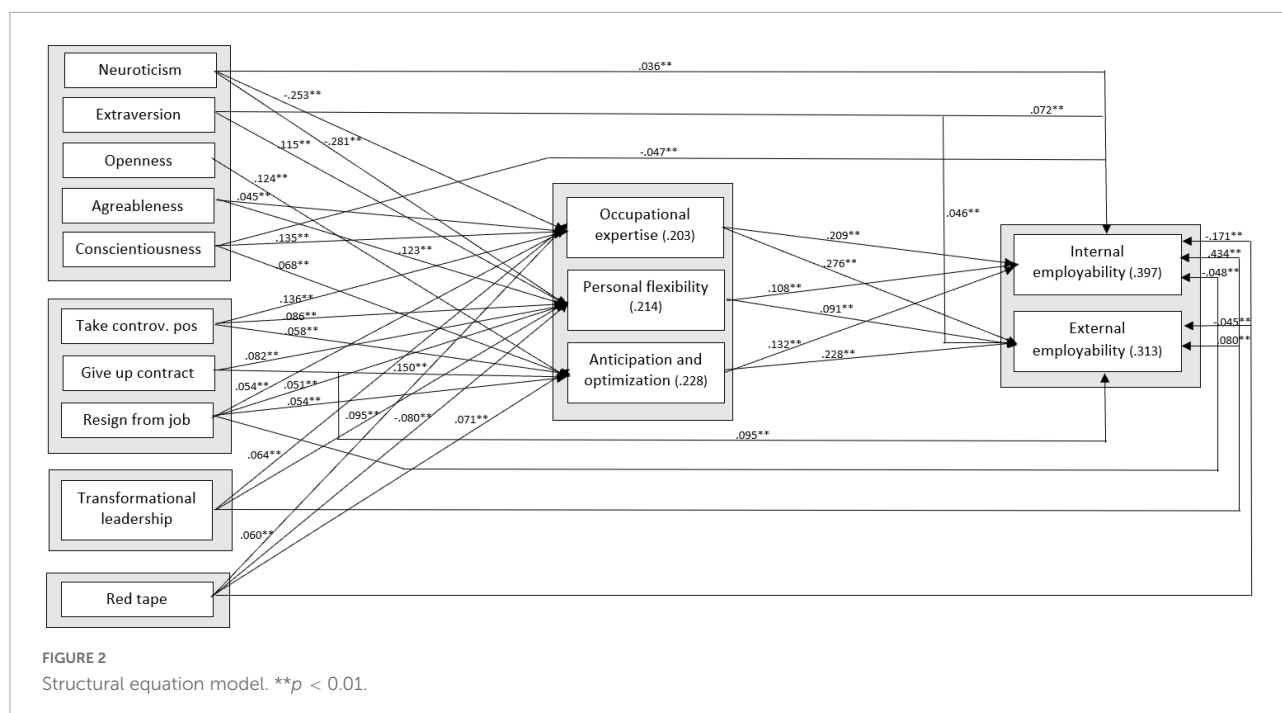 Neuroticism
Extraversion
Openness
Agreableness
Conscientiousness
Take controv. pos
Give up contract
Resign from job
Transformational
leadership
Red tape
-.253**
.115**
-.281**
.124**
.045**
.135**
.123**
.068**
.136**
.086**
.058**
.082**
.150**
.054**
.051**
.054**
.095**
-.080**
.071**
.064**
.060**
Occupational
expertise (.203)
Personal flexibility
(.214)
Anticipation and
optimization (.228)
.036**
.072**
-.047**
.046**
.209**
.276**
.108**
.091**
.132**
.228**
.095**
Internal
employability (.397)
External
employability (.313)
-.171**
.434**
-.048**
-.045**
.080**
FIGURE 2
Structural equation model. **p < 0.01.